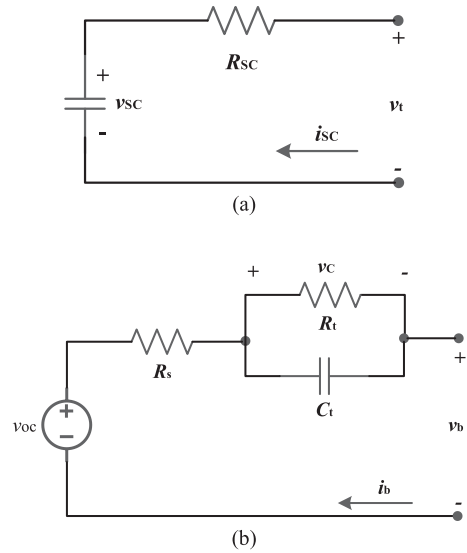 +
RSC
+
vSC
-
vt
iSC
-
(a)
+ vC -
Rt
Rs
Ct
+
voc
+
−
vb
ib
-
(b)